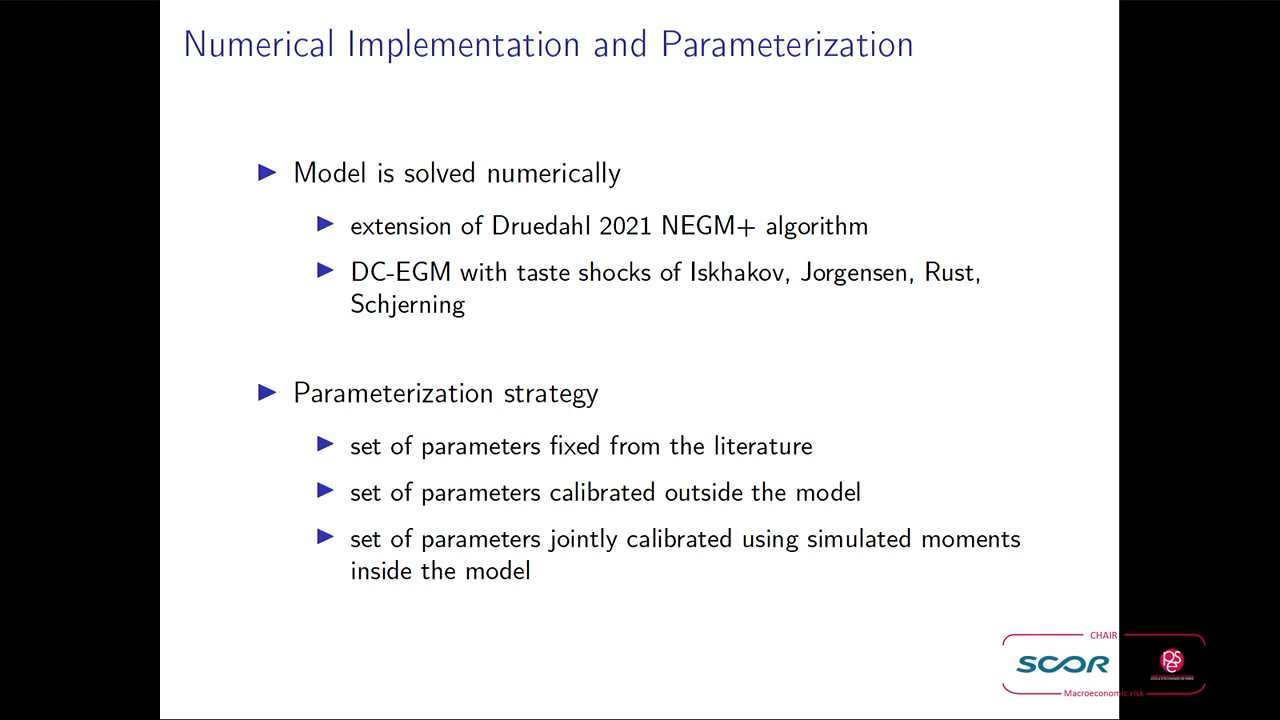 Numerical Implementation and Parameterization
Model is solved numerically
extension of Druedahl 2021 NEGM+ algorithm
DC-EGM with taste shocks of Iskhakov, Jorgensen, Rust,
Schjerning
Parameterization strategy
set of parameters fixed from the literature
set of parameters calibrated outside the model
set of parameters jointly calibrated using simulated moments
inside the model
CHAIR
SCOR
Macroeconomic risk